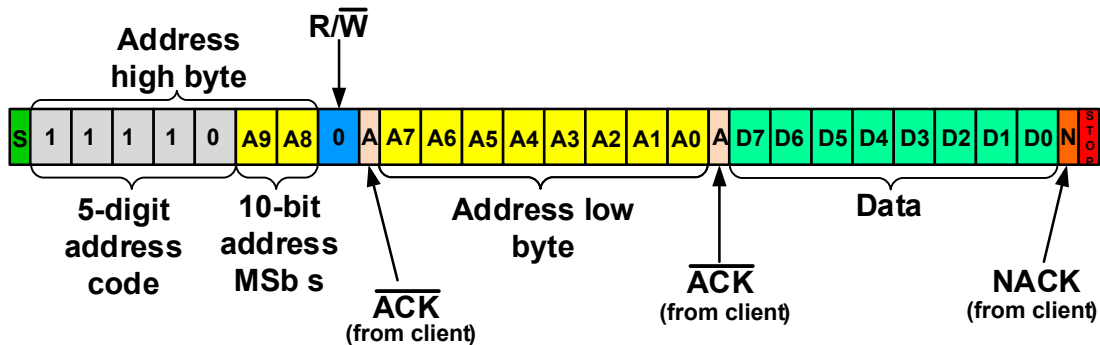 R/W
Address
high byte
S 1 1 1 1 0 A9 A8 0 A A7 A6 A5 A4 A3 A2 A1 A0 A D7 D6 D5 D4 D3 D2 D1 D0 N STOP
5-digit
address
code
10-bit
address
MSb s
Address low
byte
Data
ACK
(from client)
ACK
(from client)
NACK
(from client)